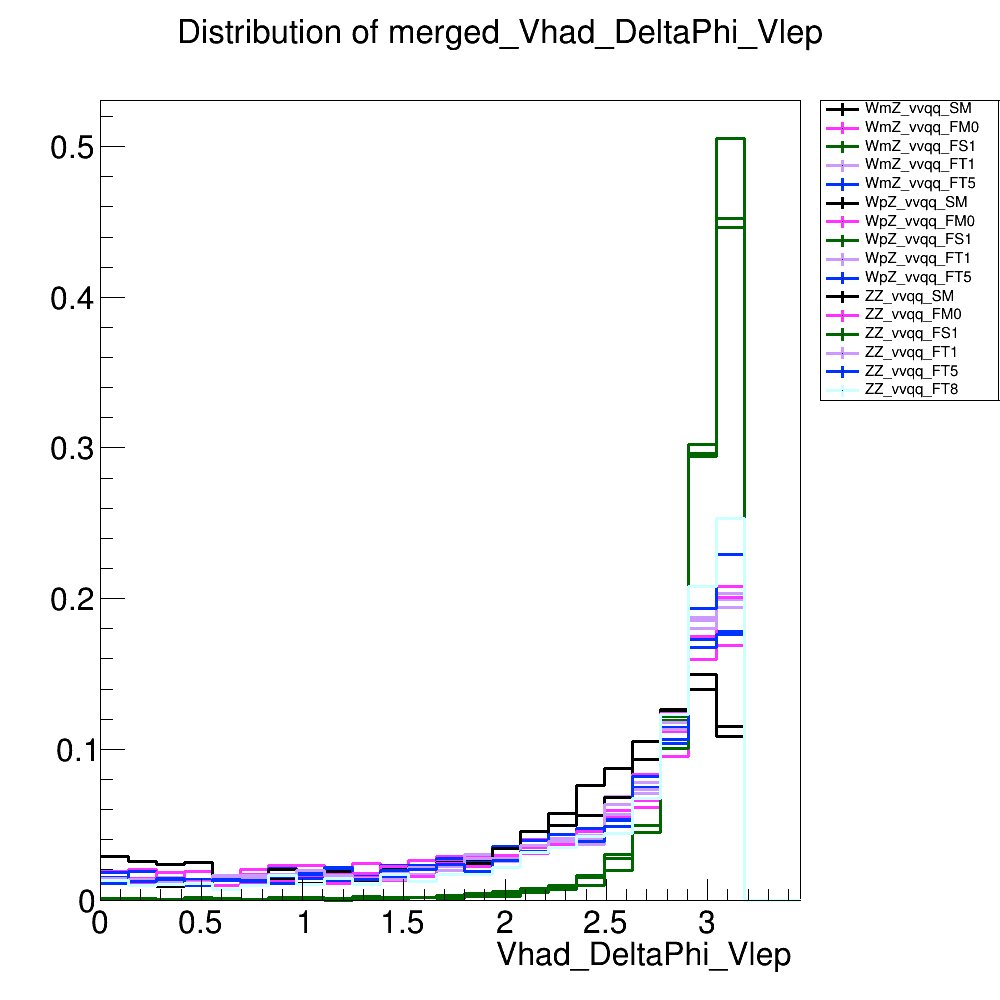 Distribution of merged_Vhad_DeltaPhi_Vlep
WmZ_vvqq_SM
WmZ_vvqq_FM0
WmZ_vvqq_FS1
WmZ_vvqq_FT1
WmZ_vvqq_FT5
WpZ_vvqq_SM
WpZ_vvqq_FM0
WpZ_vvqq_FS1
WpZ_vvqq_FT1
WpZ_vvqq_FT5
ZZ_vvqq_SM
ZZ_vvqq_FM0
ZZ_vvqq_FS1
ZZ_vvqq_FT1
ZZ_vvqq_FT5
ZZ_vvqq_FT8
0.5
0.4
0.3
0.2
0.1
0
0 0.5 1 1.5 2 2.5 3
Vhad_DeltaPhi_Vlep